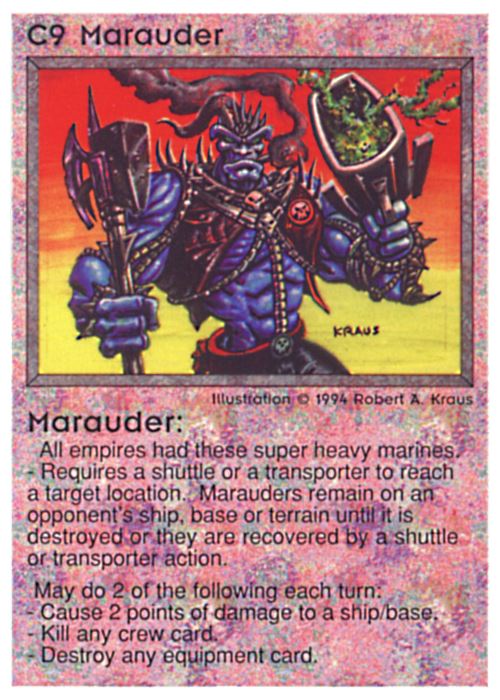 C9 Marauder
KRAUS
Illustration © 1994 Robert A. Kraus
Marauder:
All empires had these super heavy marines.
- Requires a shuttle or a transporter to reach
a target location. Marauders remain on an
opponent's ship, base or terrain until it is
destroyed or they are recovered by a shuttle
or transporter action.
May do 2 of the following each turn:
- Cause 2 points of damage to a ship/base.
- Kill any crew card.
- Destroy any equipment card.